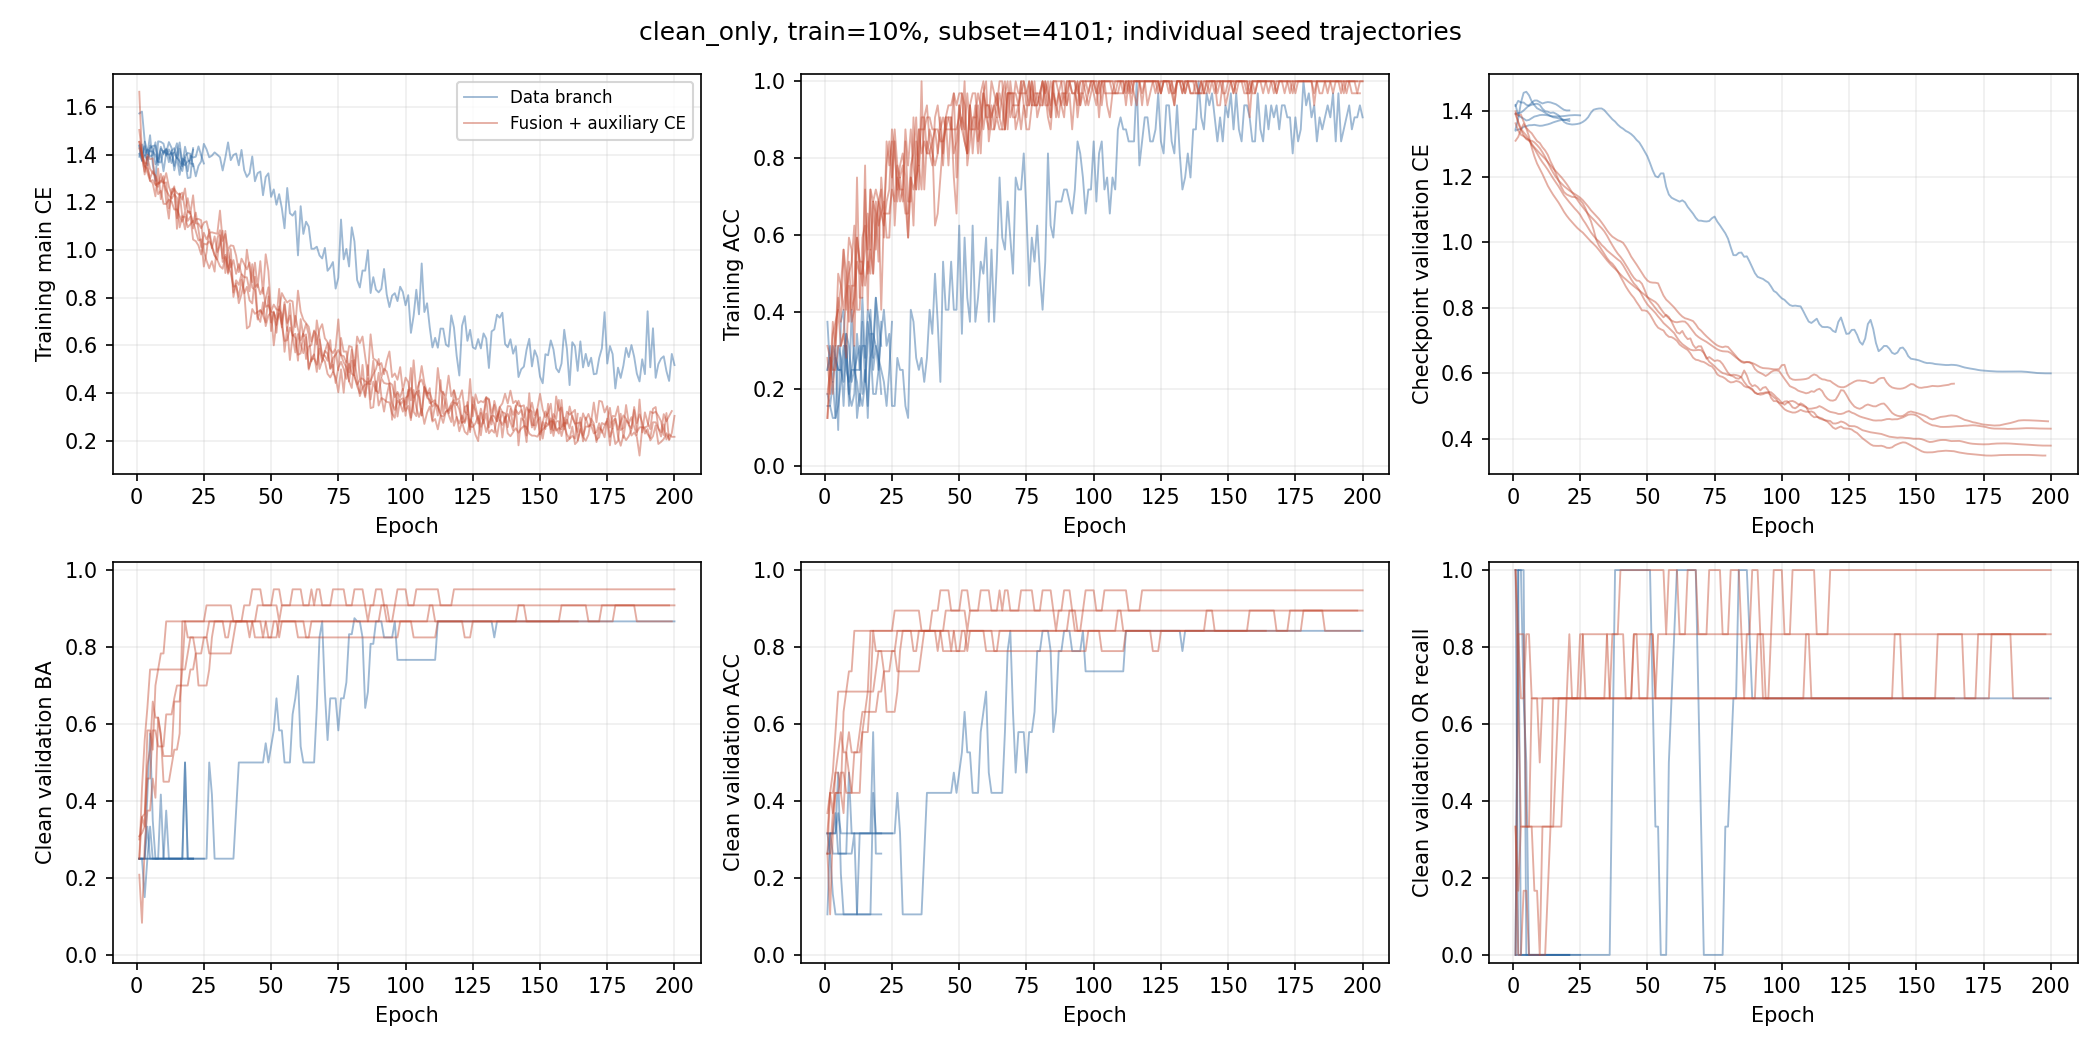 clean_only, train=10%, subset=4101; individual seed trajectories
Training main CE
1.6
1.4
1.2
1.0
0.8
0.6
0.4
0.2
Data branch
Fusion + auxiliary CE
0 25 50 75 100 125 150 175 200
Epoch
Training ACC
1.0
0.8
0.6
0.4
0.2
0.0
0 25 50 75 100 125 150 175 200
Epoch
Checkpoint validation CE
1.4
1.2
1.0
0.8
0.6
0.4
0 25 50 75 100 125 150 175 200
Epoch
Clean validation BA
1.0
0.8
0.6
0.4
0.2
0.0
0 25 50 75 100 125 150 175 200
Epoch
Clean validation ACC
1.0
0.8
0.6
0.4
0.2
0.0
0 25 50 75 100 125 150 175 200
Epoch
Clean validation OR recall
1.0
0.8
0.6
0.4
0.2
0.0
0 25 50 75 100 125 150 175 200
Epoch